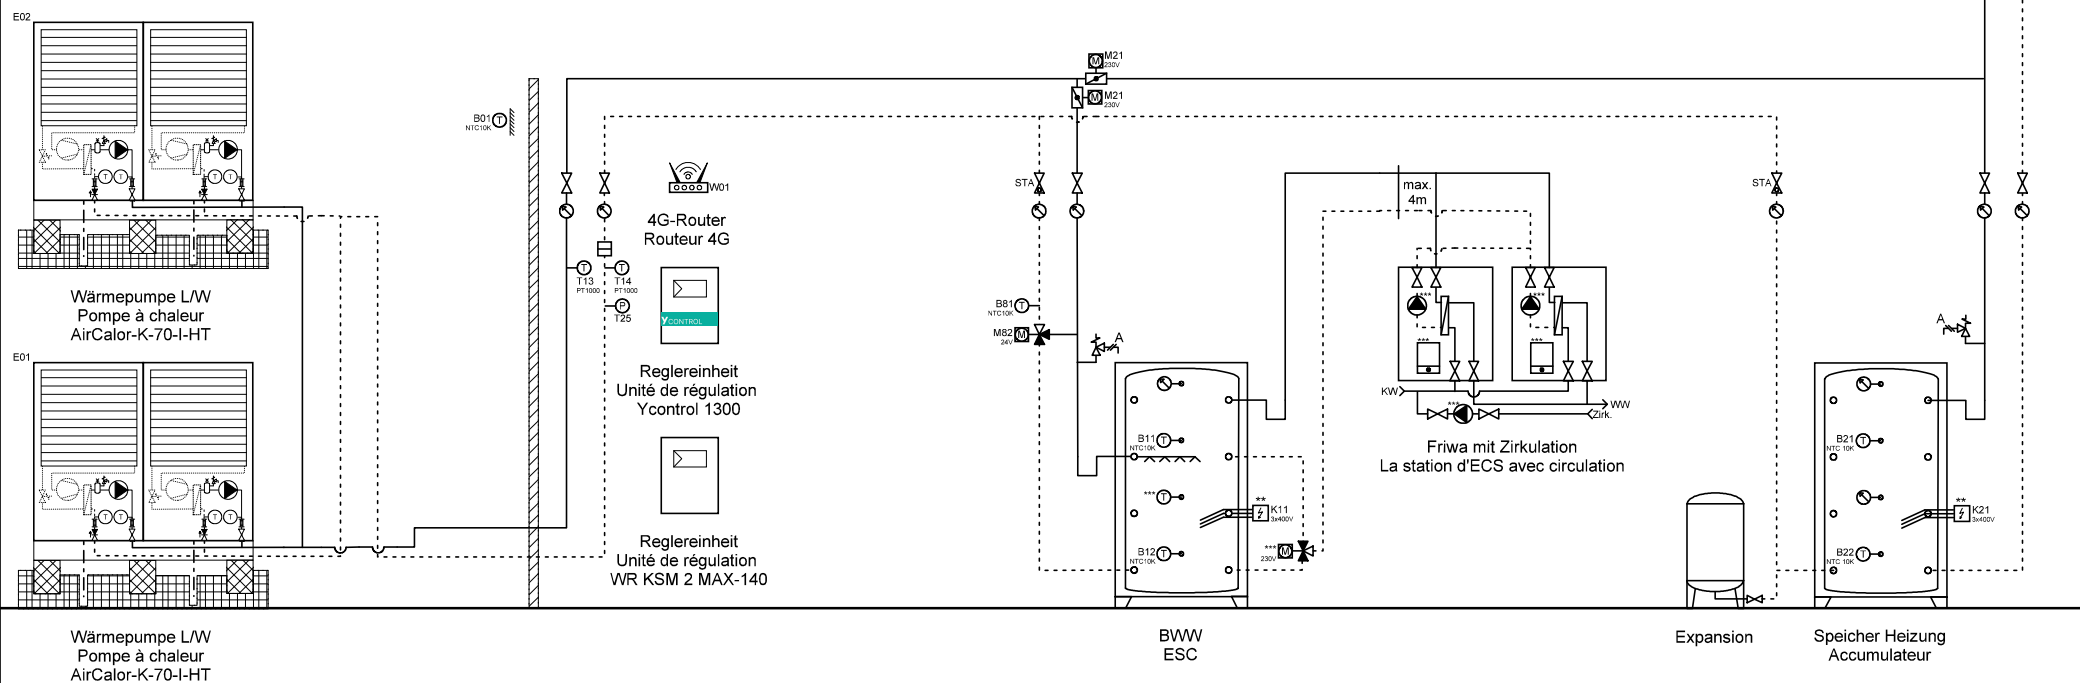 E02
Wärmepumpe L/W
Pompe à chaleur
AirCalor-K-70-I-HT
E01
Wärmepumpe L/W
Pompe à chaleur
AirCalor-K-70-I-HT
B01
T
NTC10K
W01
4G-Router
Routeur 4G
T13
PT1000
T14
PT1000
P
T25
YCONTROL
Reglereinheit
Unité de régulation
Ycontrol 1300
Reglereinheit
Unité de régulation
WR KSM 2 MAX-140
M
M21
230V
M
M21
230V
STA
B81
T
NTC10K
M82
M
24V
A
B11
T
NTC10K
***
T
B12
T
NTC10K
**
K11
3x400V
***
M
230V
BWW
ESC
max.
4m
***
***
***
***
KW
WW
***
Zirk.
Friwa mit Zirkulation
La station d'ECS avec circulation
STA
Expansion
A
B21
T
NTC 10K
B22
T
NTC 10K
**
K21
3x400V
Speicher Heizung
Accumulateur